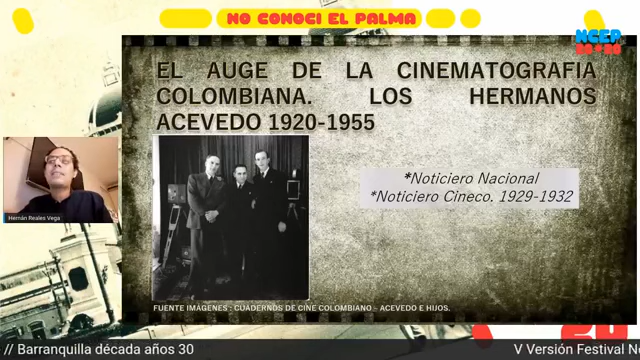 NO CONOCI EL PALMA
NCEP
20*20
EL AUGE DE LA CINEMATOGRAFIA
COLOMBIANA. LOS HERMANOS
ACEVEDO 1920-1955
*Noticiero Nacional
*Noticiero Cineco. 1929-1932
Hernán Reales Vega
FUENTE IMAGENES : CUADERNOS DE CINE COLOMBIANO – ACEVEDO E HIJOS.
// Barranquilla década años 30
V Versión Festival N